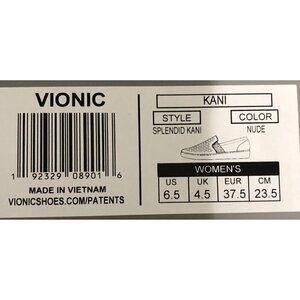 VIONIC
1 92329 08901 6
MADE IN VIETNAM
VIONICSHOES.COM/PATENTS
KANI
STYLE COLOR
SPLENDID KANI NUDE
WOMEN'S
US UK EUR CM
6.5 4.5 37.5 23.5